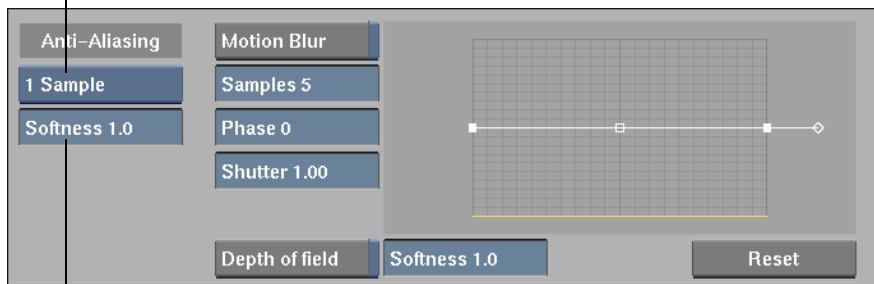 Anti-Aliasing
1 Sample
Softness 1.0
Motion Blur
Samples 5
Phase 0
Shutter 1.00
Depth of field
Softness 1.0
Reset